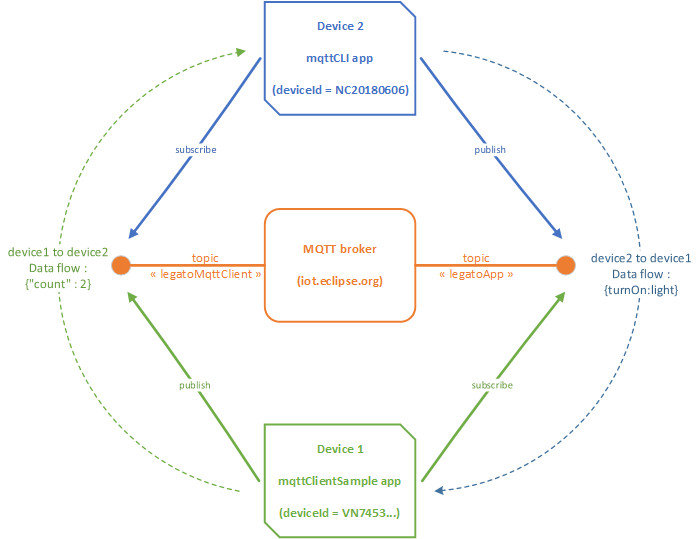 Device 2
mqttCLI app
(deviceId = NC20180606)
subscribe
publish
device1 to device2
Data flow :
{"count" : 2}
topic
« legatoMqttClient »
MQTT broker
(iot.eclipse.org)
topic
« legatoApp »
device2 to device1
Data flow :
{turnOn:light}
publish
subscribe
Device 1
mqttClientSample app
(deviceId = VN7453...)